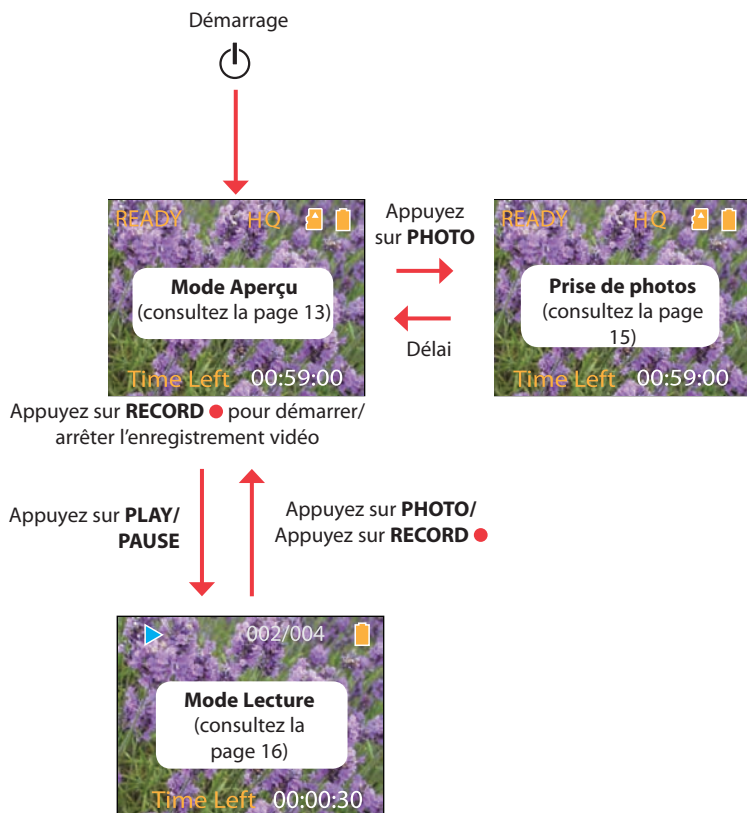 Démarrage
READY HQ
Mode Aperçu
(consultez la page 13)
Time Left 00:59:00
Appuyez
sur PHOTO
Délai
READY HQ
Prise de photos
(consultez la page
15)
Time Left 00:59:00
Appuyez sur RECORD ● pour démarrer/
arrêter l’enregistrement vidéo
Appuyez sur PLAY/
PAUSE
Appuyez sur PHOTO/
Appuyez sur RECORD ●
002/004
Mode Lecture
(consultez la
page 16)
Time Left 00:00:30